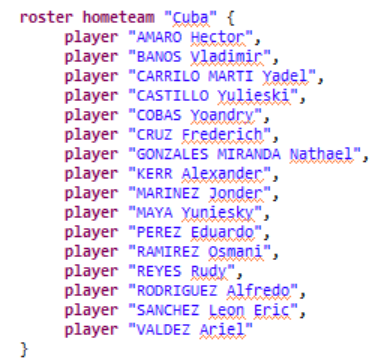 roster hometeam "Cuba" {
player "AMARO Hector",
player "BANOS Vladimir",
player "CARRILO MARTI Yadel",
player "CASTILLO Yulieski",
player "COBAS Yoandry",
player "CRUZ Frederich",
player "GONZALES MIRANDA Nathael",
player "KERR Alexander",
player "MARINEZ Jonder",
player "MAYA Yuniesky",
player "PEREZ Eduardo",
player "RAMIREZ Osmani",
player "REYES Rudy",
player "RODRIGUEZ Alfredo",
player "SANCHEZ Leon Eric",
player "VALDEZ Ariel"
}